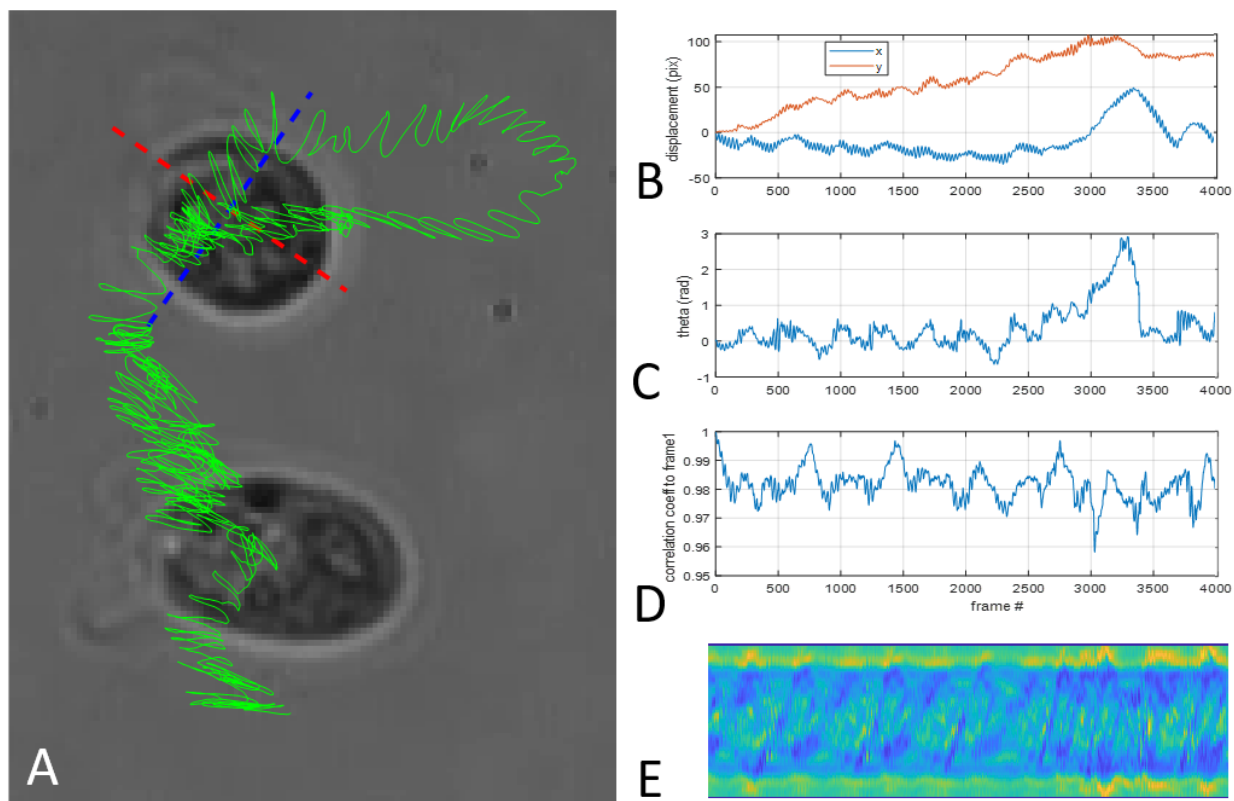 A
B
displacement (pix)
100
50
0
-50
x
y
0 500 1000 1500 2000 2500 3000 3500 4000
C
theta (rad)
3
2
1
0
-1
0 500 1000 1500 2000 2500 3000 3500 4000
D
correlation coeff to frame1
1
0.99
0.98
0.97
0.96
0.95
0 500 1000 1500 2000 2500 3000 3500 4000
frame #
E